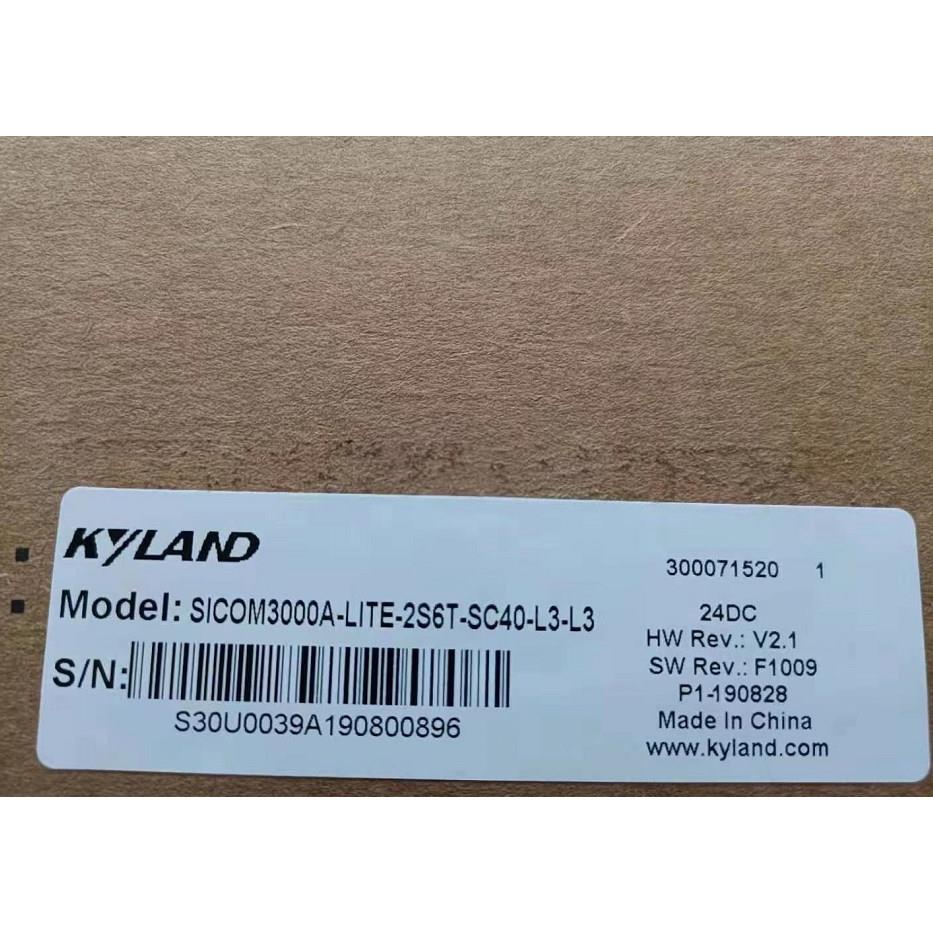 KYLAND
Model: SICOM3000A-LITE-2S6T-SC40-L3-L3
S/N:
S30U0039A190800896
300071520 1
24DC
HW Rev.: V2.1
SW Rev.: F1009
P1-190828
Made In China
www.kyland.com